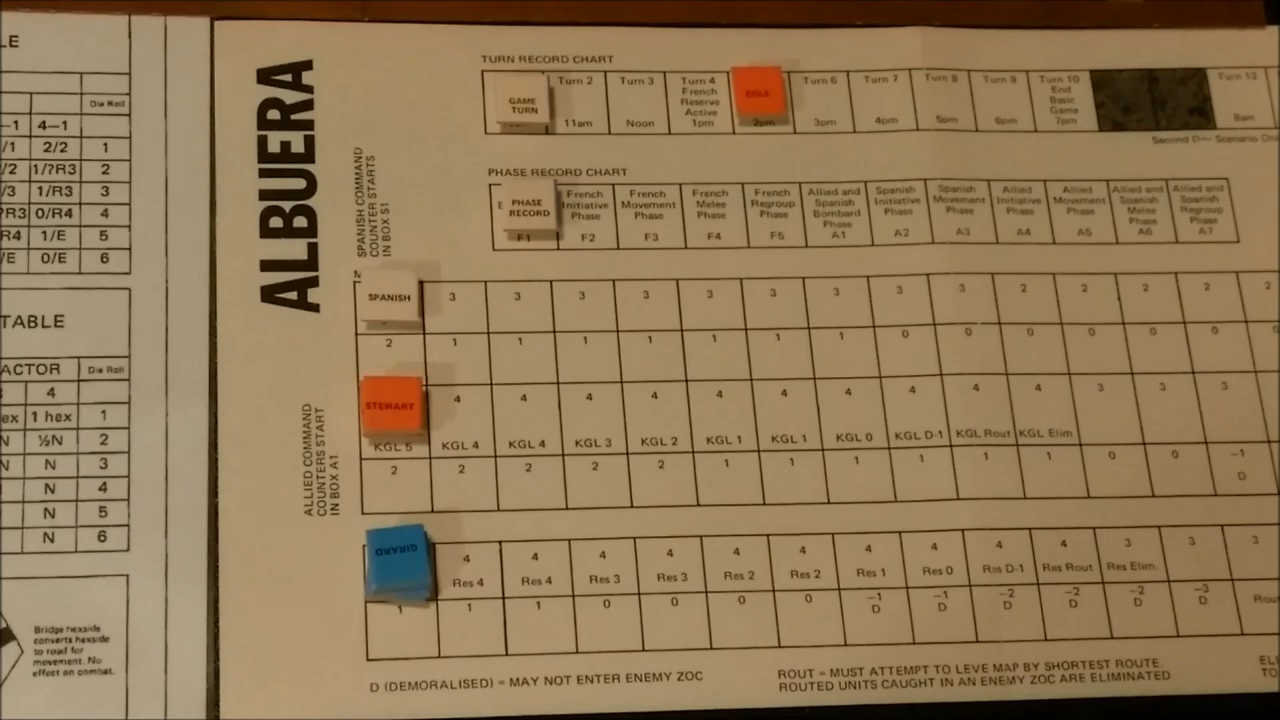 LE
Die Roll
—1 4—1
/1 2/2 1
/2 1/?R3 2
/3 1/R3 3
?R3 0/R4 4
R4 1/E 5
/E 0/E 6
TABLE
ACTOR Die Roll
4
ex 1 hex 1
N ½N 2
N N 3
N 4
N 5
N 6
Bridge hexside
converts hexside
to road for
movement. No
effect on combat.
ALBUERA
TURN RECORD CHART
GAME TURN
Turn 2 11am
Turn 3 Noon
Turn 4 French Reserve Active 1pm
COLE 2pm
Turn 6 3pm
Turn 7 4pm
Turn 8 5pm
Turn 9 6pm
Turn 10 End Basic Game 7pm
Turn 13 8am
Second Day Scenario
PHASE RECORD CHART
PHASE RECORD F1
French Initiative Phase F2
French Movement Phase F3
French Melee Phase F4
French Regroup Phase F5
Allied and Spanish Bombard Phase A1
Spanish Initiative Phase A2
Spanish Movement Phase A3
Allied Initiative Phase A4
Allied Movement Phase A5
Allied and Spanish Melee Phase A6
Allied and Spanish Regroup Phase A7
SPANISH COMMAND
COUNTER STARTS
IN BOX S1
SPANISH 3 3 3 3 3 3 3 3 3 2 2 2 2 2
2 1 1 1 1 1 1 1 0 0 0 0 0 0 0
ALLIED COMMAND
COUNTERS START
IN BOX A1
STEWART 4 4 4 4 4 4 4 4 4 4 3 3 3
KGL 5 KGL 4 KGL 4 KGL 3 KGL 2 KGL 1 KGL 1 KGL 0 KGL D-1 KGL Rout KGL Elim
2 2 2 2 2 1 1 1 1 1 1 0 0 —1
D
GIRARD 4 4 4 4 4 4 4 4 4 4 3 3 3
Res 4 Res 4 Res 3 Res 3 Res 2 Res 2 Res 1 Res 0 Res D-1 Res Rout Res Elim
1 1 1 0 0 0 0 —1 —1 —2 —2 —2 —3 Rou
D D D D D D
D (DEMORALISED) = MAY NOT ENTER ENEMY ZOC
ROUT = MUST ATTEMPT TO LEVE MAP BY SHORTEST ROUTE.
ROUTED UNITS CAUGHT IN AN ENEMY ZOC ARE ELIMINATED
EL
TO